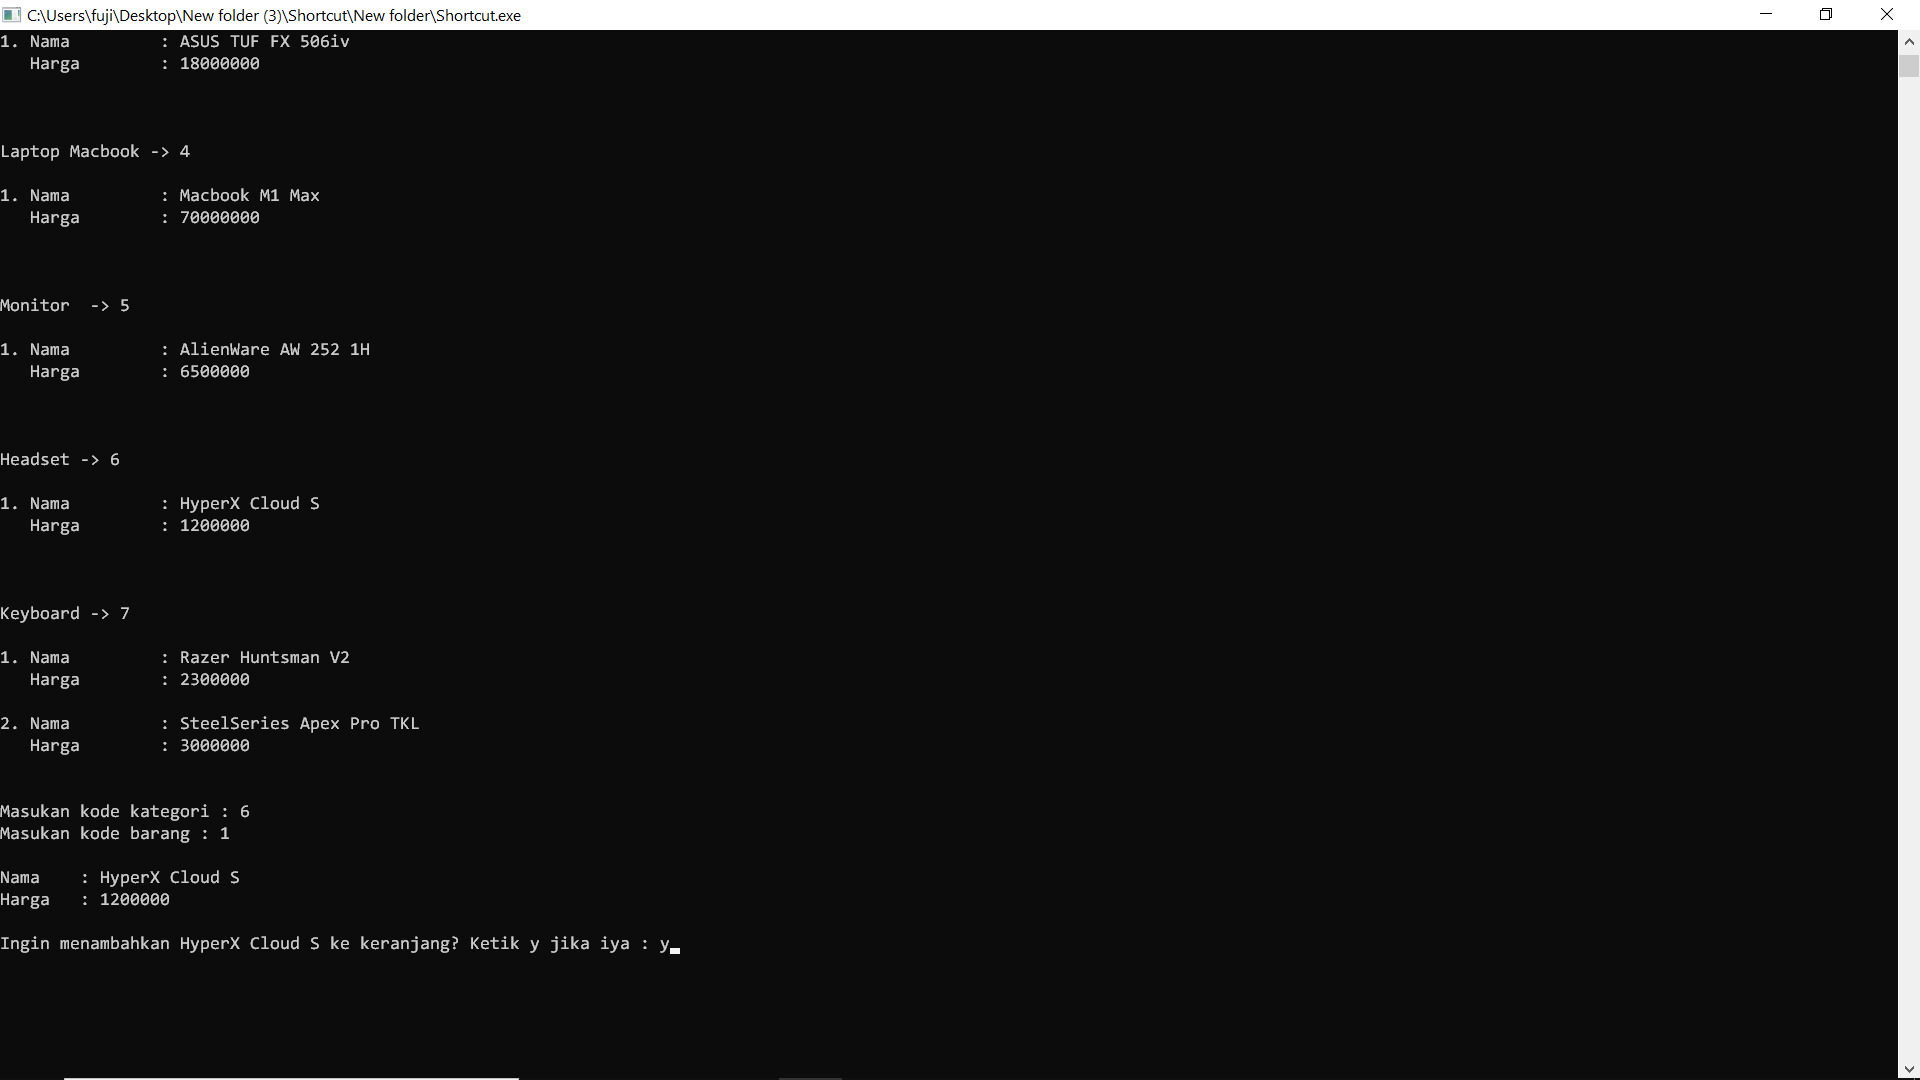 C:\Users\fuji\Desktop\New folder (3)\Shortcut\New folder\Shortcut.exe
1. Nama : ASUS TUF FX 506iv
Harga : 18000000
Laptop Macbook -> 4
1. Nama : Macbook M1 Max
Harga : 70000000
Monitor -> 5
1. Nama : AlienWare AW 252 1H
Harga : 6500000
Headset -> 6
1. Nama : HyperX Cloud S
Harga : 1200000
Keyboard -> 7
1. Nama : Razer Huntsman V2
Harga : 2300000
2. Nama : SteelSeries Apex Pro TKL
Harga : 3000000
Masukan kode kategori : 6
Masukan kode barang : 1
Nama : HyperX Cloud S
Harga : 1200000
Ingin menambahkan HyperX Cloud S ke keranjang? Ketik y jika iya : y